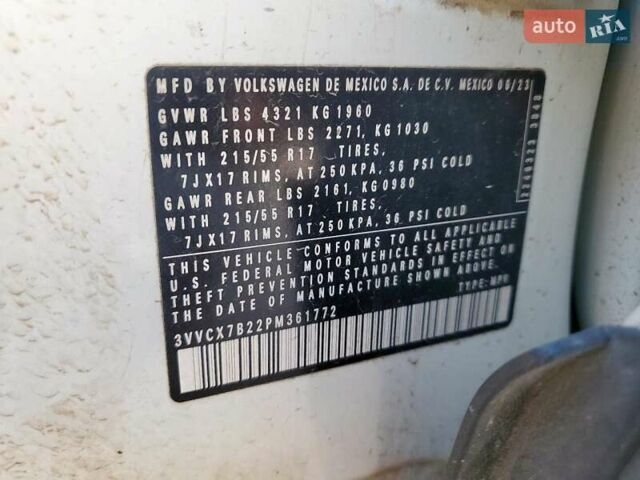 auto RIA.com
MFD BY VOLKSWAGEN DE MEXICO S.A. DE C.V. MEXICO 06/23
GVWR LBS 4321 KG 1960
GAWR FRONT LBS 2271, KG 1030
WITH 215/55 R17 TIRES,
7JX17 RIMS, AT 250 KPA, 36 PSI COLD
GAWR REAR LBS 2161, KG 0980
WITH 215/55 R17 TIRES,
7JX17 RIMS, AT 250 KPA, 36 PSI COLD
THIS VEHICLE CONFORMS TO ALL APPLICABLE
U.S. FEDERAL MOTOR VEHICLE SAFETY AND
THEFT PREVENTION STANDARDS IN EFFECT ON
THE DATE OF MANUFACTURE SHOWN ABOVE.
3VVCX7B22PM361772
TYPE:MPV